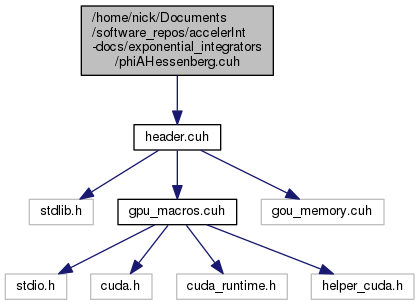 /home/nick/Documents
/software_repos/accelerInt
-docs/exponential_integrators
/phiAHessenberg.cuh
header.cuh
stdlib.h
gpu_macros.cuh
gou_memory.cuh
stdio.h
cuda.h
cuda_runtime.h
helper_cuda.h